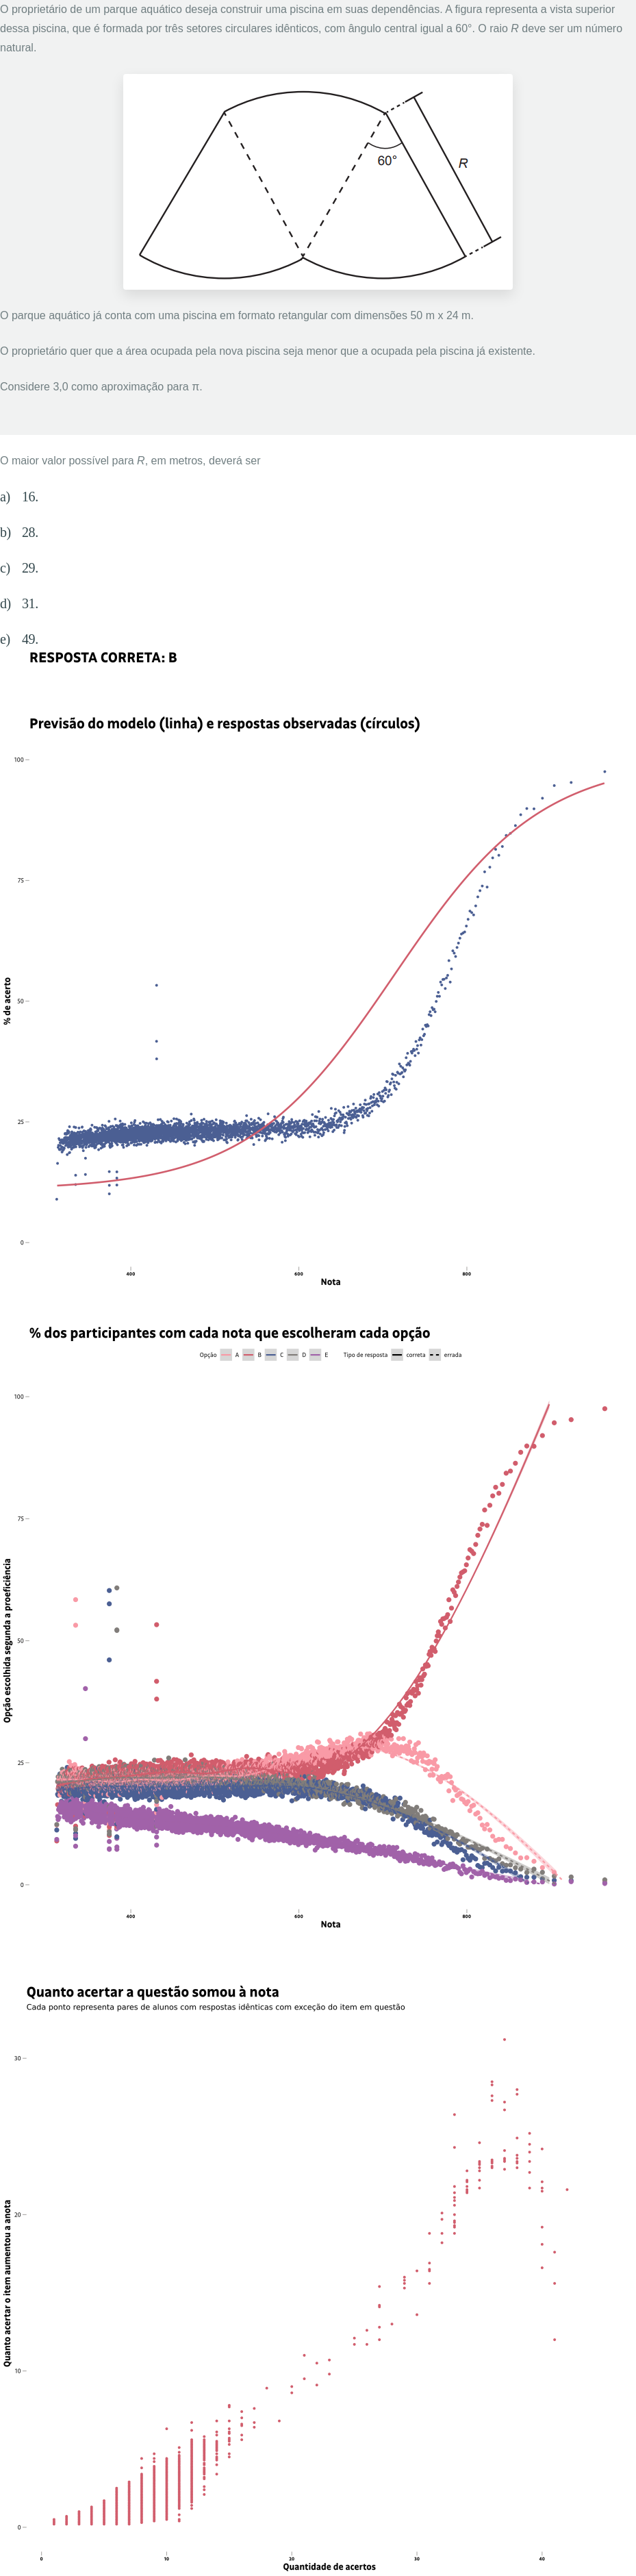 O proprietário de um parque aquático deseja construir uma piscina em suas dependências. A figura representa a vista superior
dessa piscina, que é formada por três setores circulares idênticos, com ângulo central igual a 60°. O raio R deve ser um número
natural.
60°
R
O parque aquático já conta com uma piscina em formato retangular com dimensões 50 m x 24 m.
O proprietário quer que a área ocupada pela nova piscina seja menor que a ocupada pela piscina já existente.
Considere 3,0 como aproximação para π.
O maior valor possível para R, em metros, deverá ser
a) 16.
b) 28.
c) 29.
d) 31.
e) 49.
RESPOSTA CORRETA: B
Previsão do modelo (linha) e respostas observadas (círculos)
100
75
50
25
0
% de acerto
400 600 800
Nota
% dos participantes com cada nota que escolheram cada opção
Opção A B C D E Tipo de resposta correta errada
100
75
50
25
0
Opção escolhida segunda a proeficiência
400 600 800
Nota
Quanto acertar a questão somou à nota
Cada ponto representa pares de alunos com respostas idênticas com exceção do item em questão
30
20
10
0
Quanto acertar o item aumentou a anota
0 10 20 30 40
Quantidade de acertos